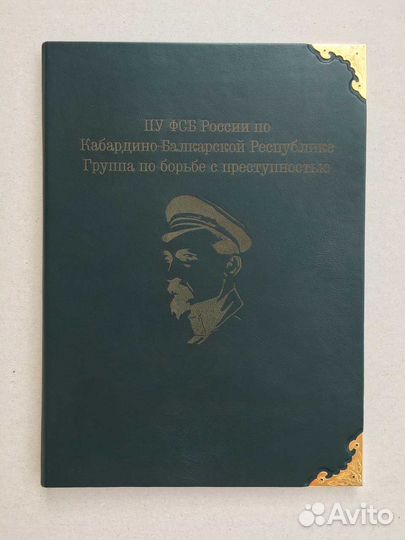 ПУ ФСБ России по
Кабардино-Балкарской Республике
Группа по борьбе с преступностью
Avito